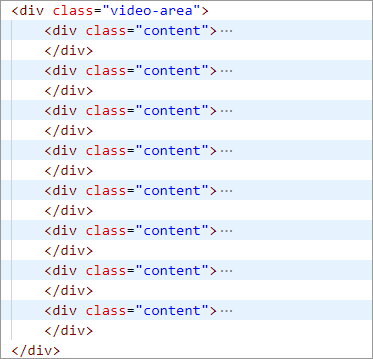 <div class="video-area">
    <div class="content">⋯
    </div>
    <div class="content">⋯
    </div>
    <div class="content">⋯
    </div>
    <div class="content">⋯
    </div>
    <div class="content">⋯
    </div>
    <div class="content">⋯
    </div>
    <div class="content">⋯
    </div>
    <div class="content">⋯
    </div>
</div>